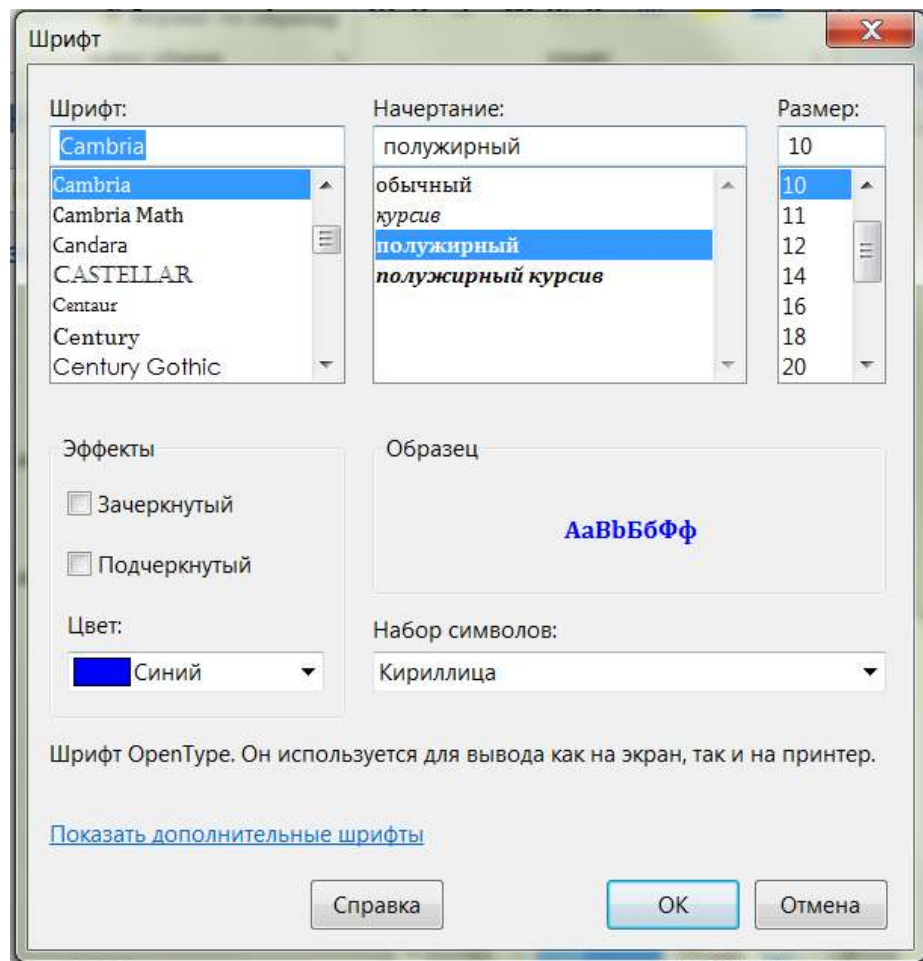 Шрифт
Шрифт:
Начертание:
Размер:
Cambria
полужирный
10
Cambria
Cambria Math
Candara
CASTELLAR
Centaur
Century
Century Gothic
обычный
курсив
полужирный
полужирный курсив
10
11
12
14
16
18
20
Эффекты
Зачеркнутый
Подчеркнутый
Цвет:
Синий
Образец
АаBbБбФф
Набор символов:
Кириллица
Шрифт OpenType. Он используется для вывода как на экран, так и на принтер.
Показать дополнительные шрифты
Справка
ОК
Отмена